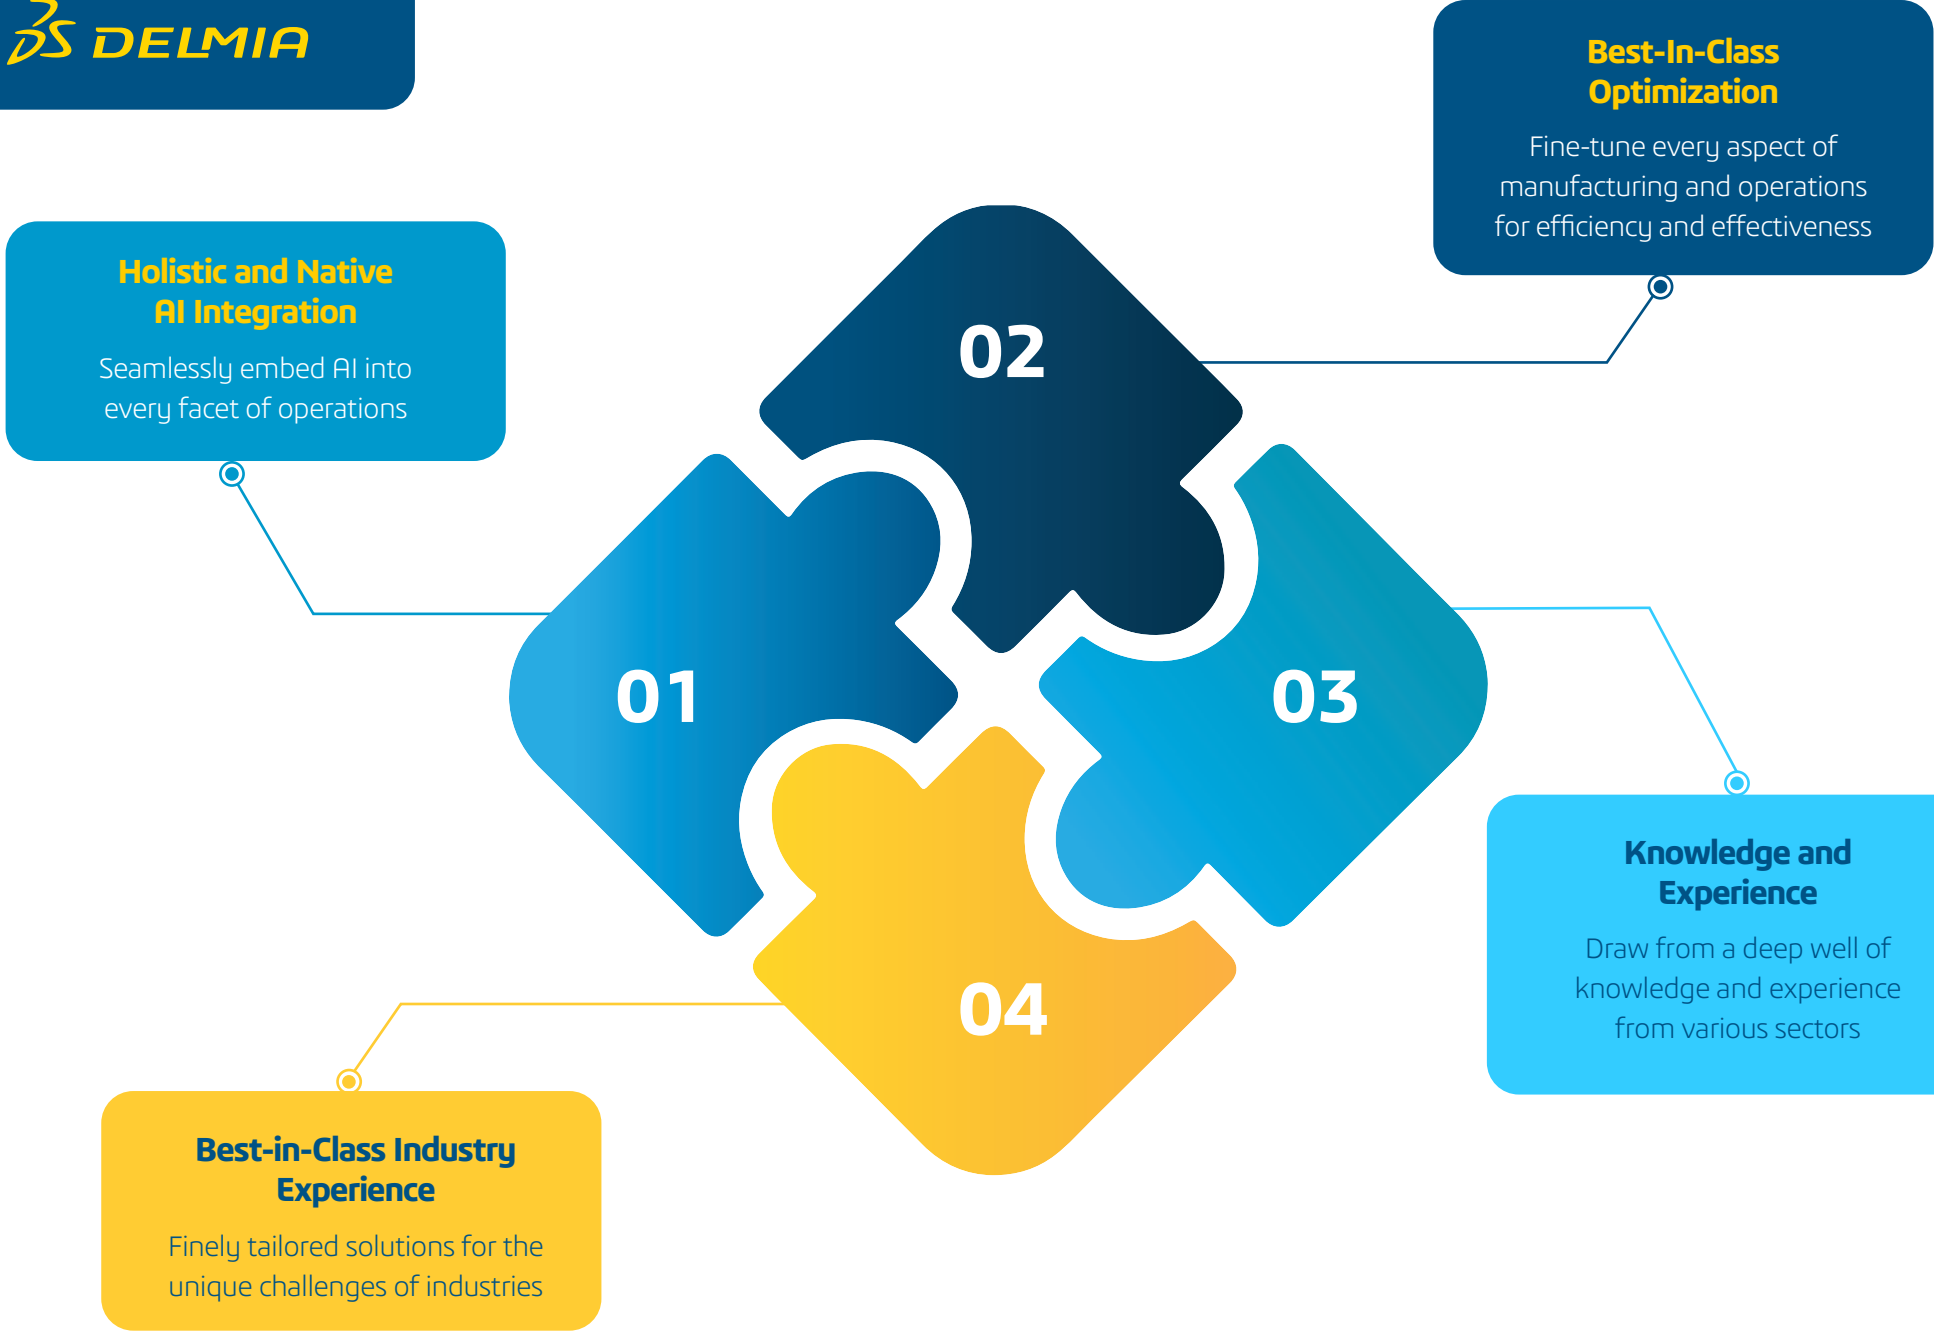 3DS DELMIA
Best-In-Class
Optimization
Fine-tune every aspect of
manufacturing and operations
for efficiency and effectiveness
Holistic and Native
AI Integration
Seamlessly embed AI into
every facet of operations
02
01
03
04
Knowledge and
Experience
Draw from a deep well of
knowledge and experience
from various sectors
Best-in-Class Industry
Experience
Finely tailored solutions for the
unique challenges of industries